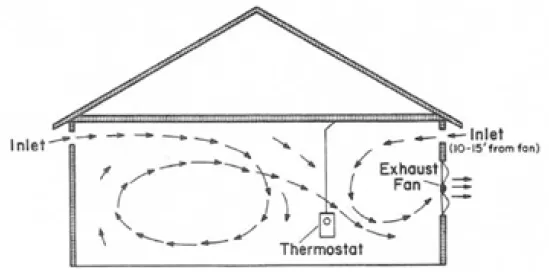 Inlet
Inlet
(10-15' from fan)
Exhaust
Fan
Thermostat